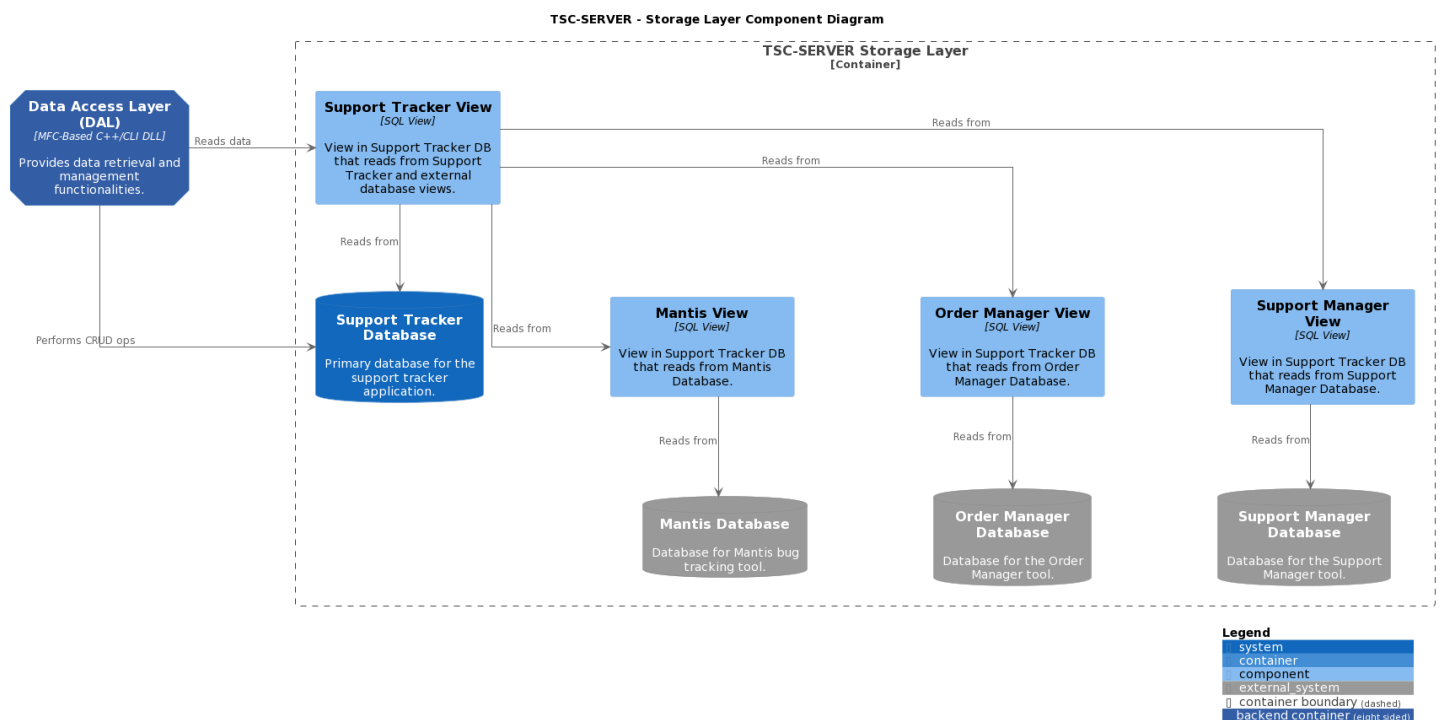 TSC-SERVER - Storage Layer Component Diagram
TSC-SERVER Storage Layer
[Container]
Data Access Layer
(DAL)
[MFC-Based C++/CLI DLL]
Provides data retrieval and
management
functionalities.
Reads data
Support Tracker View
[SQL View]
View in Support Tracker DB
that reads from Support
Tracker and external
database views.
Reads from
Reads from
Reads from
Reads from
Performs CRUD ops
Support Tracker
Database
Primary database for the
support tracker
application.
Mantis View
[SQL View]
View in Support Tracker DB
that reads from Mantis
Database.
Order Manager View
[SQL View]
View in Support Tracker DB
that reads from Order
Manager Database.
Support Manager
View
[SQL View]
View in Support Tracker DB
that reads from Support
Manager Database.
Reads from
Reads from
Reads from
Mantis Database
Database for Mantis bug
tracking tool.
Order Manager
Database
Database for the Order
Manager tool.
Support Manager
Database
Database for the Support
Manager tool.
Legend
system
container
component
external_system
container boundary (dashed)
backend container (eight sided)